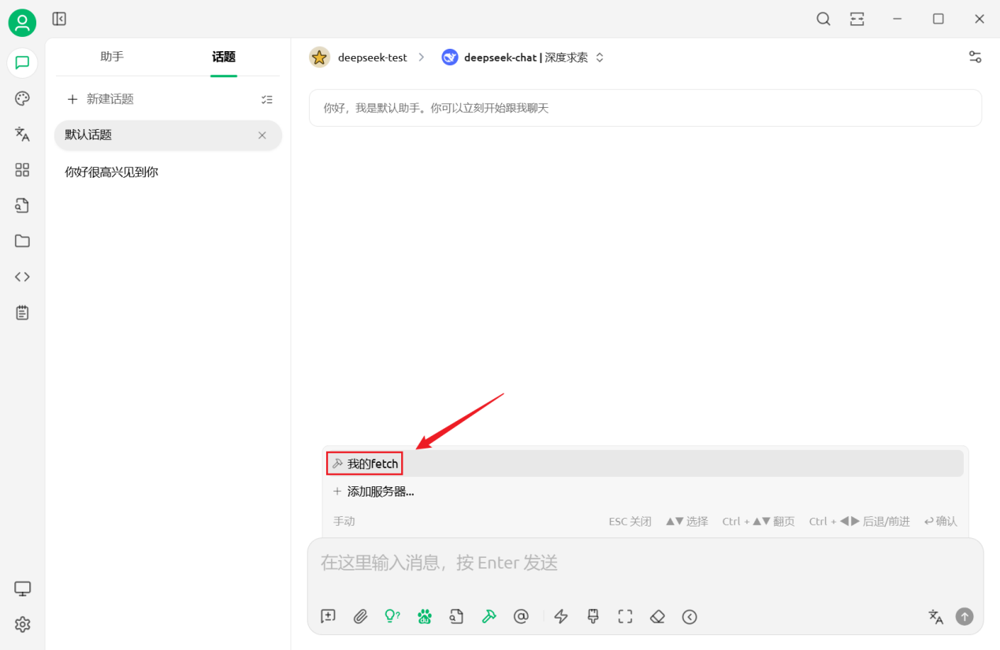 助手 话题
新建话题
默认话题
你好很高兴见到你
deepseek-test deepseek-chat | 深度求索
你好，我是默认助手。你可以立刻开始跟我聊天
我的fetch
添加服务器...
手动 ESC 关闭 ▲▼ 选择 Ctrl + ▲▼ 翻页 Ctrl + ◀▶ 后退/前进 ↩ 确认
在这里输入消息，按 Enter 发送